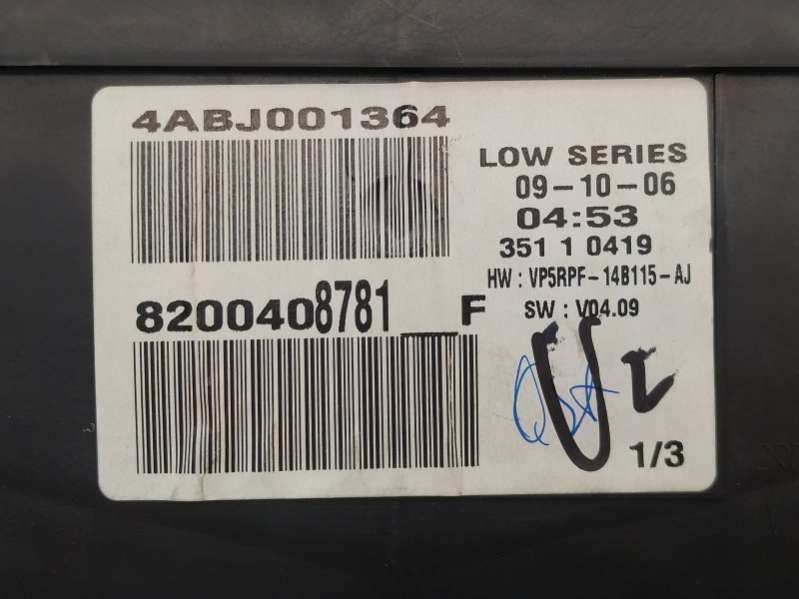 4ABJ001364
LOW SERIES
09-10-06
04:53
351 1 0419
HW : VP5RPF-14B115-AJ
8200408781__F
SW : V04.09
1/3